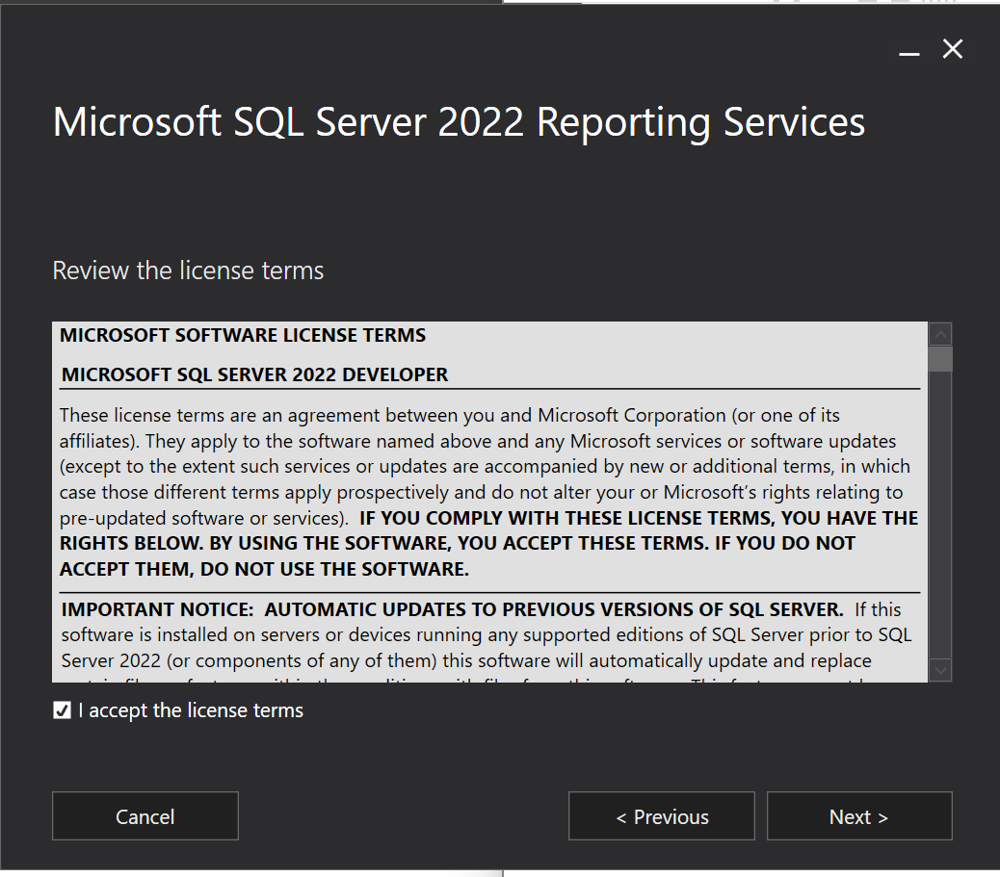 Microsoft SQL Server 2022 Reporting Services
Review the license terms
MICROSOFT SOFTWARE LICENSE TERMS
MICROSOFT SQL SERVER 2022 DEVELOPER
These license terms are an agreement between you and Microsoft Corporation (or one of its
affiliates). They apply to the software named above and any Microsoft services or software updates
(except to the extent such services or updates are accompanied by new or additional terms, in which
case those different terms apply prospectively and do not alter your or Microsoft’s rights relating to
pre-updated software or services).  IF YOU COMPLY WITH THESE LICENSE TERMS, YOU HAVE THE
RIGHTS BELOW. BY USING THE SOFTWARE, YOU ACCEPT THESE TERMS. IF YOU DO NOT
ACCEPT THEM, DO NOT USE THE SOFTWARE.
IMPORTANT NOTICE:  AUTOMATIC UPDATES TO PREVIOUS VERSIONS OF SQL SERVER.  If this
software is installed on servers or devices running any supported editions of SQL Server prior to SQL
Server 2022 (or components of any of them) this software will automatically update and replace
I accept the license terms
Cancel
< Previous
Next >